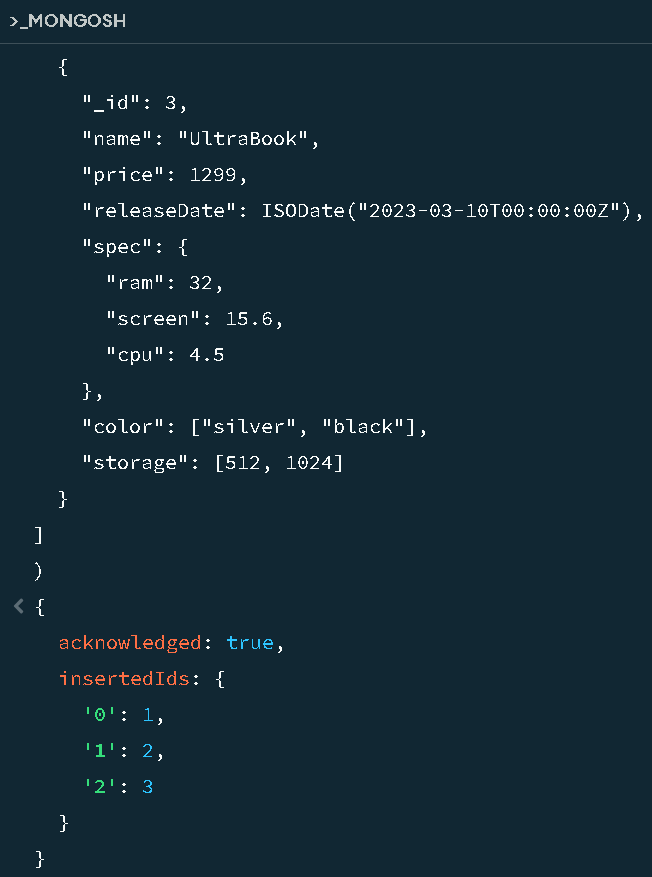 >_MONGOSH
{
"_id": 3,
"name": "UltraBook",
"price": 1299,
"releaseDate": ISODate("2023-03-10T00:00:00Z"),
"spec": {
"ram": 32,
"screen": 15.6,
"cpu": 4.5
},
"color": ["silver", "black"],
"storage": [512, 1024]
}
]
)
< {
acknowledged: true,
insertedIds: {
'0': 1,
'1': 2,
'2': 3
}
}